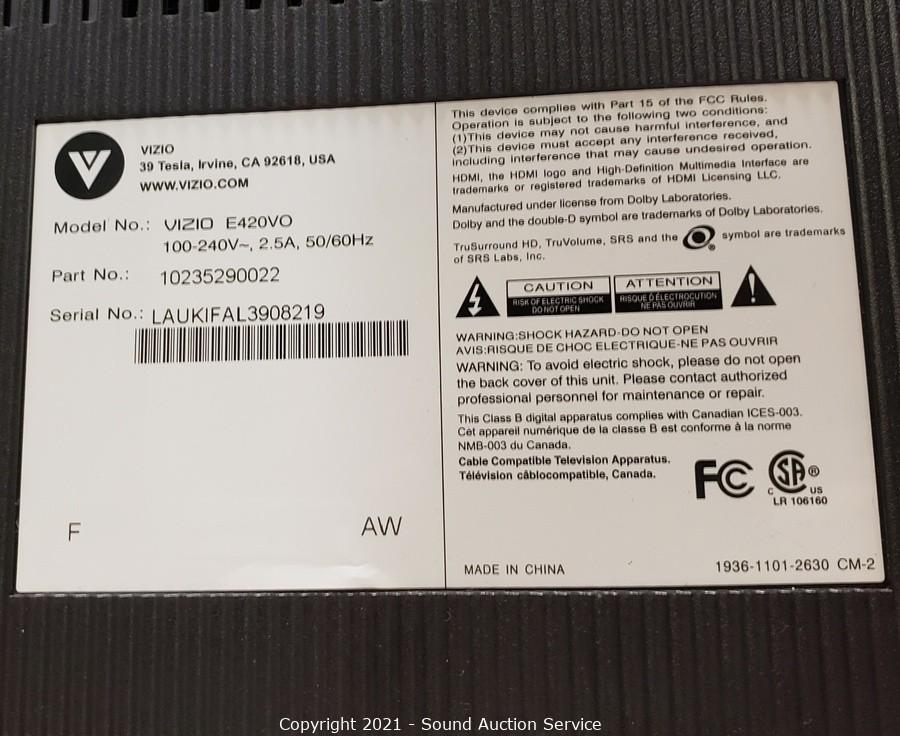 VIZIO
39 Tesla, Irvine, CA 92618, USA
WWW.VIZIO.COM
Model No.: VIZIO E420VO
100-240V~, 2.5A, 50/60Hz
Part No.: 10235290022
Serial No.: LAUKIFAL3908219
F AW
This device complies with Part 15 of the FCC Rules.
Operation is subject to the following two conditions:
(1)This device may not cause harmful interference, and
(2)This device must accept any interference received,
including interference that may cause undesired operation.
HDMI, the HDMI logo and High-Definition Multimedia Interface are
trademarks or registered trademarks of HDMI Licensing LLC.
Manufactured under license from Dolby Laboratories.
Dolby and the double-D symbol are trademarks of Dolby Laboratories.
TruSurround HD, TruVolume, SRS and the ® symbol are trademarks
of SRS Labs, Inc.
CAUTION
RISK OF ELECTRIC SHOCK
DO NOT OPEN
ATTENTION
RISQUE D ÉLECTROCUTION
NE PAS OUVRIR
WARNING:SHOCK HAZARD-DO NOT OPEN
AVIS:RISQUE DE CHOC ELECTRIQUE-NE PAS OUVRIR
WARNING: To avoid electric shock, please do not open
the back cover of this unit. Please contact authorized
professional personnel for maintenance or repair.
This Class B digital apparatus complies with Canadian ICES-003.
Cét appareil numérique de la classe B est conforme à la norme
NMB-003 du Canada.
Cable Compatible Television Apparatus.
Télévision câblocompatible, Canada.
FC
SA®
C US
LR 106160
MADE IN CHINA
1936-1101-2630 CM-2
Copyright 2021 - Sound Auction Service